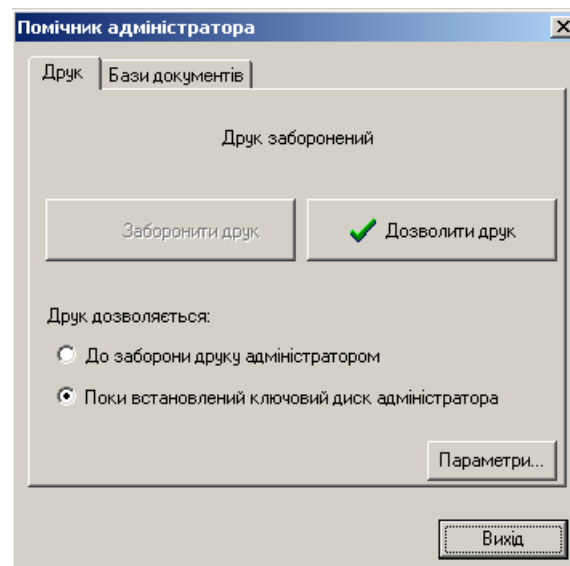 Помічник адміністратора
Друк Бази документів
Друк заборонений
Заборонити друк Дозволити друк
Друк дозволяється:
До заборони друку адміністратором
Поки встановлений ключовий диск адміністратора
Параметри...
Вихід